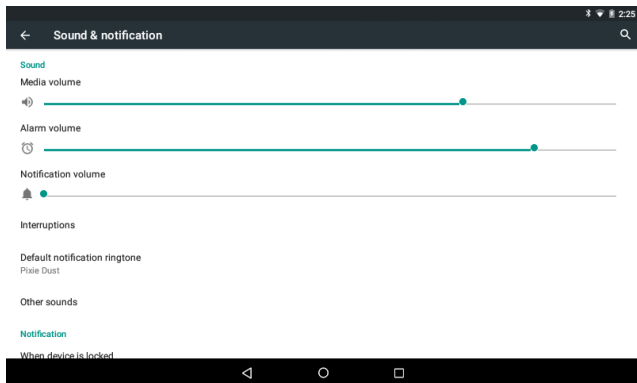 2:25
Sound & notification
Sound
Media volume
Alarm volume
Notification volume
Interruptions
Default notification ringtone
Pixie Dust
Other sounds
Notification
When device is locked